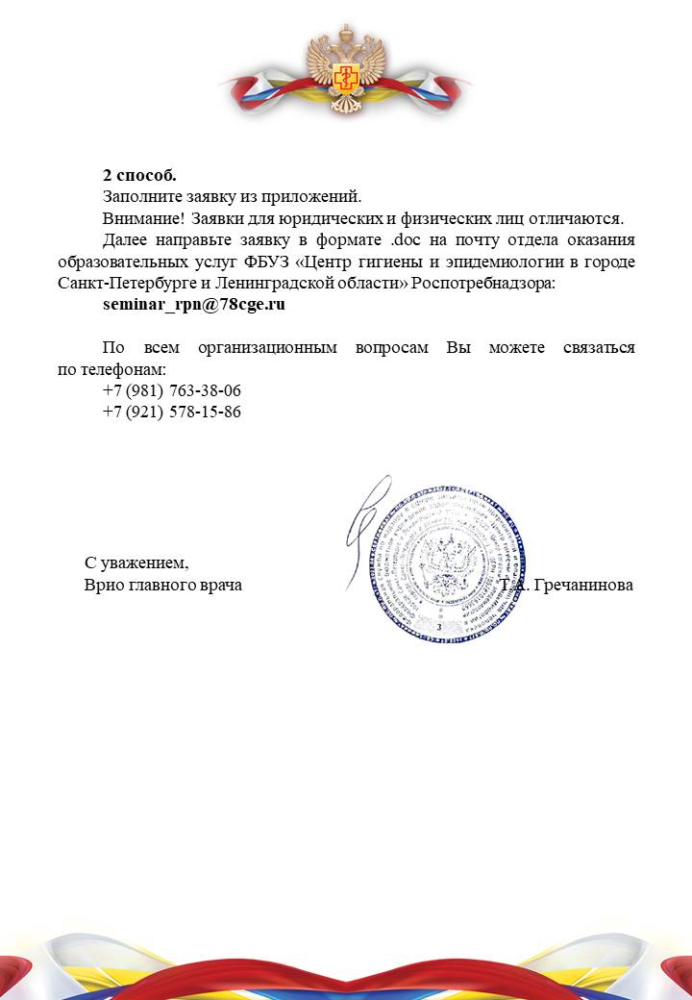 2 способ.
Заполните заявку из приложений.
Внимание! Заявки для юридических и физических лиц отличаются.
Далее направьте заявку в формате .doc на почту отдела оказания
образовательных услуг ФБУЗ «Центр гигиены и эпидемиологии в городе
Санкт-Петербурге и Ленинградской области» Роспотребнадзора:
seminar_rpn@78cge.ru
По всем организационным вопросам Вы можете связаться
по телефонам:
+7 (981) 763-38-06
+7 (921) 578-15-86
С уважением,
Врио главного врача
Т.А. Гречанинова
3